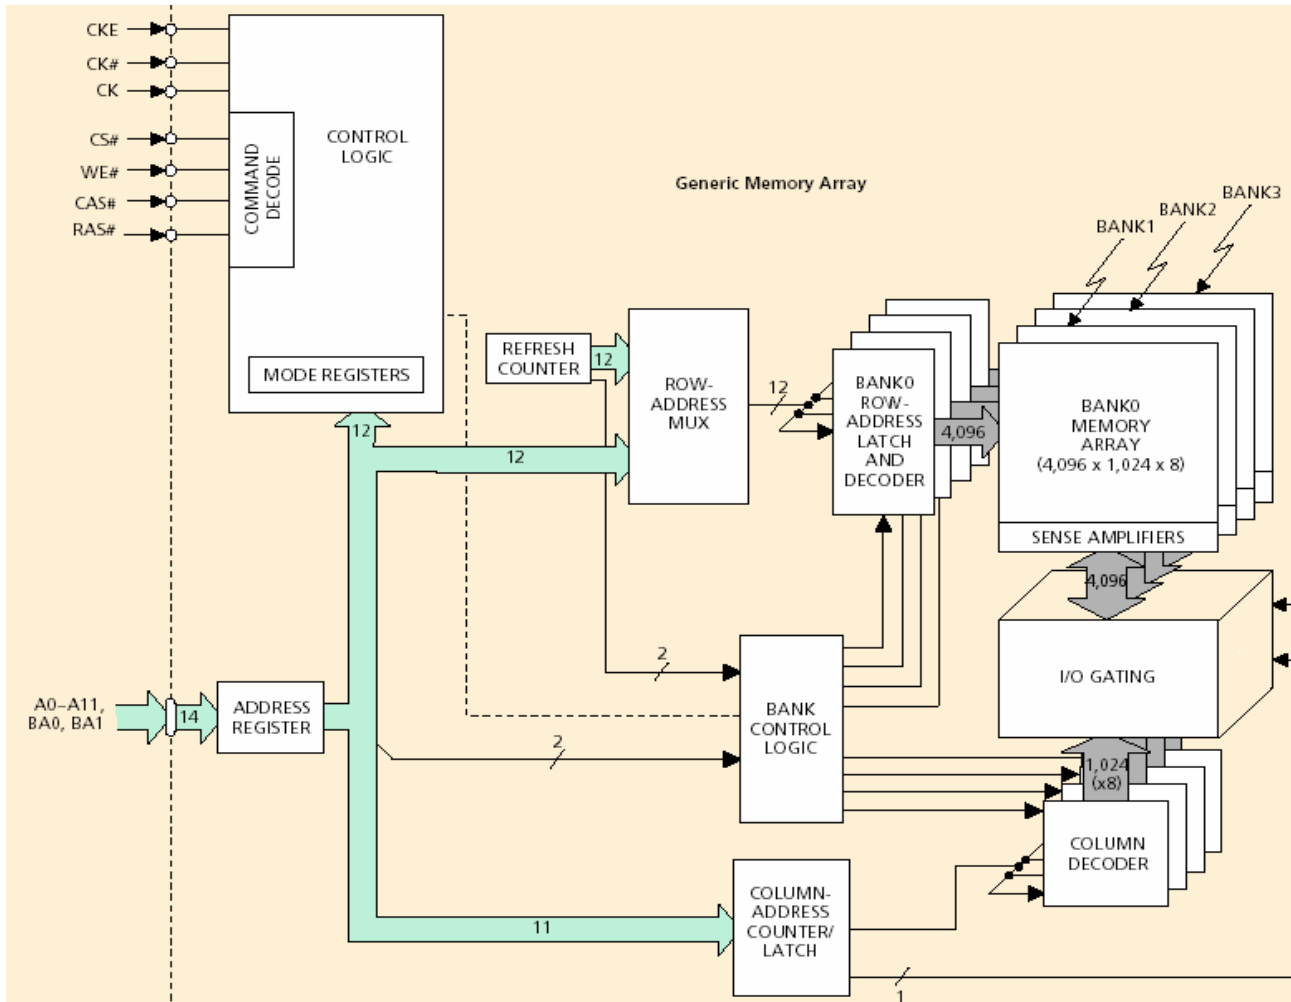 CKE
CK#
CK
CS#
WE#
CAS#
RAS#
COMMAND
DECODE
CONTROL
LOGIC
MODE REGISTERS
Generic Memory Array
BANK3
BANK2
BANK1
REFRESH
COUNTER
12
12
12
ROW-
ADDRESS
MUX
12
BANK0
ROW-
ADDRESS
LATCH
AND
DECODER
4,096
BANK0
MEMORY
ARRAY
(4,096 x 1,024 x 8)
SENSE AMPLIFIERS
4,096
I/O GATING
2
A0–A11,
BA0, BA1
14
ADDRESS
REGISTER
2
BANK
CONTROL
LOGIC
1,024
(x8)
COLUMN
DECODER
11
COLUMN-
ADDRESS
COUNTER/
LATCH
1